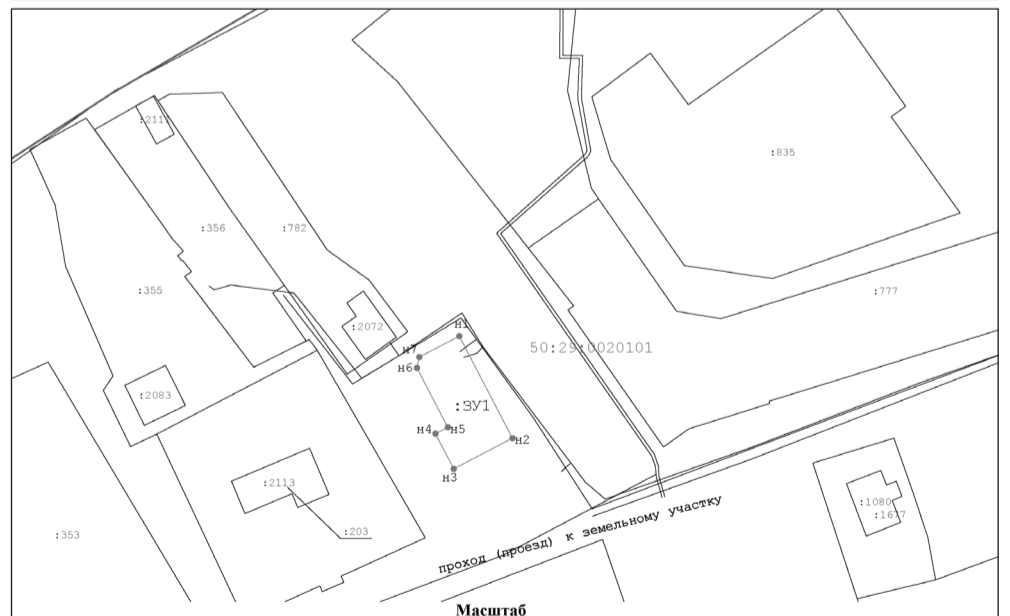 :2111
:835
:356
:782
:355
:777
:2072
н1
50:29:0020101
н7
н6
:2083
:ЗУ1
н4
н5
н2
н3
:2113
:1080
:1677
:203
:353
проход (проезд) к земельному участку
Масштаб